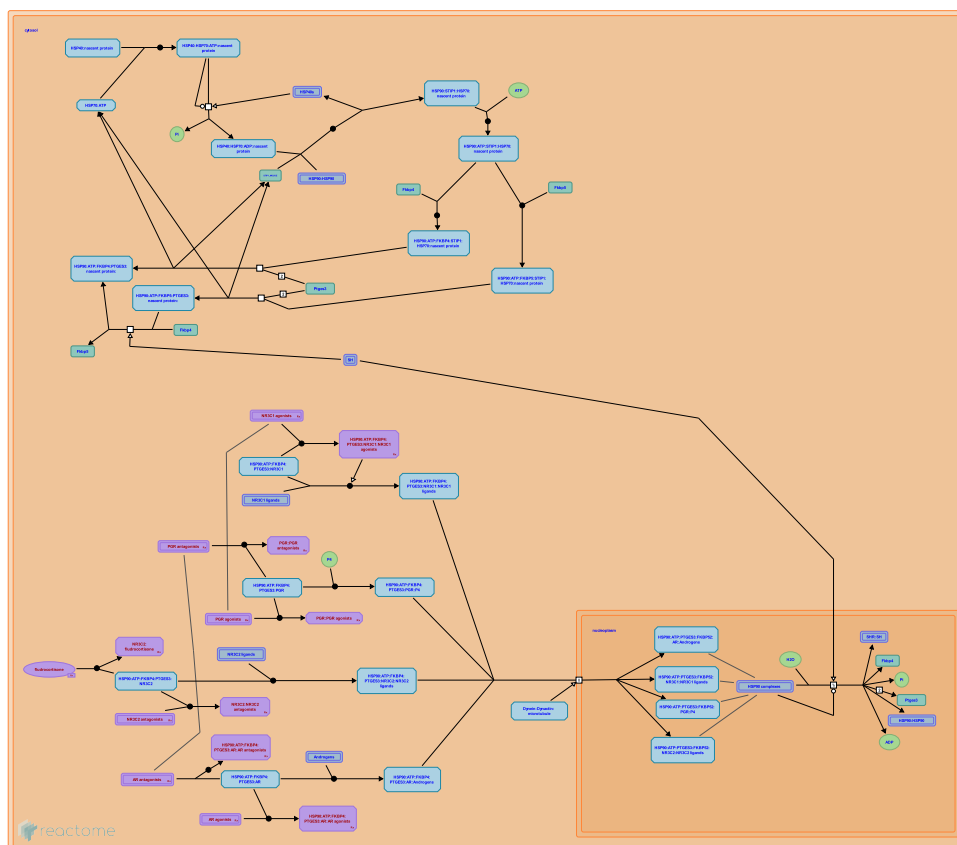 cytosol
HSP40:nascent protein
HSP40:HSP70:ATP:nascent
protein
HSP70:ATP
HSP40s
HSP90:STIP1:HSP70:
nascent protein
ATP
Pi
HSP40:HSP70:ADP:nascent
protein
HSP90:HSP90
HSP90:ATP:STIP1:HSP70:
nascent protein
Fkbp4
Fkbp5
HSP90:ATP:FKBP4:STIP1:
HSP70:nascent protein
HSP90:ATP:FKBP4:PTGES3:
nascent protein
HSP90:ATP:FKBP5:STIP1:
HSP70:nascent protein
2
2
Ptges3
HSP90:ATP:FKBP5:PTGES3:
nascent protein
Fkbp4
Fkbp5
SH
NR3C1 agonists
HSP90:ATP:FKBP5:
PTGES3:NR3C1:NR3C1
agonists
HSP90:ATP:FKBP4:
PTGES3:NR3C1
NR3C1 ligands
HSP90:ATP:FKBP4:
PTGES3:NR3C1:NR3C1
ligands
PGR antagonists
PGR:PGR
antagonists
P4
HSP90:ATP:FKBP4:
PTGES3:PGR
HSP90:ATP:FKBP4:
PTGES3:PGR:P4
PGR agonists
PGR:PGR agonists
NR3C2:
fludrocortisone
fludrocortisone
HSP90:ATP:FKBP4:PTGES3:
NR3C2
NR3C2 ligands
HSP90:ATP:FKBP4:
PTGES3:NR3C2:NR3C2
ligands
NR3C2 antagonists
NR3C2:NR3C2
antagonists
HSP90:ATP:FKBP4:
PTGES3:AR:AR antagonists
AR antagonists
HSP90:ATP:FKBP4:
PTGES3:AR
Androgens
HSP90:ATP:FKBP4:
PTGES3:AR:Androgens
AR agonists
HSP90:ATP:FKBP4:
PTGES3:AR:AR agonists
Dynein:Dynactin:
microtubule
nucleoplasm
HSP90:ATP:PTGES3:FKBP52:
AR:Androgens
HSP90:ATP:PTGES3:FKBP52:
NR3C1:NR3C1 ligands
HSP90:ATP:PTGES3:FKBP52:
PGR:P4
HSP90:ATP:PTGES3:FKBP52:
NR3C2:NR3C2 ligands
HSP90 complexes
H2O
SHR:SH
Fkbp4
Pi
2
Ptges3
HSP90:HSP90
ADP
reactome